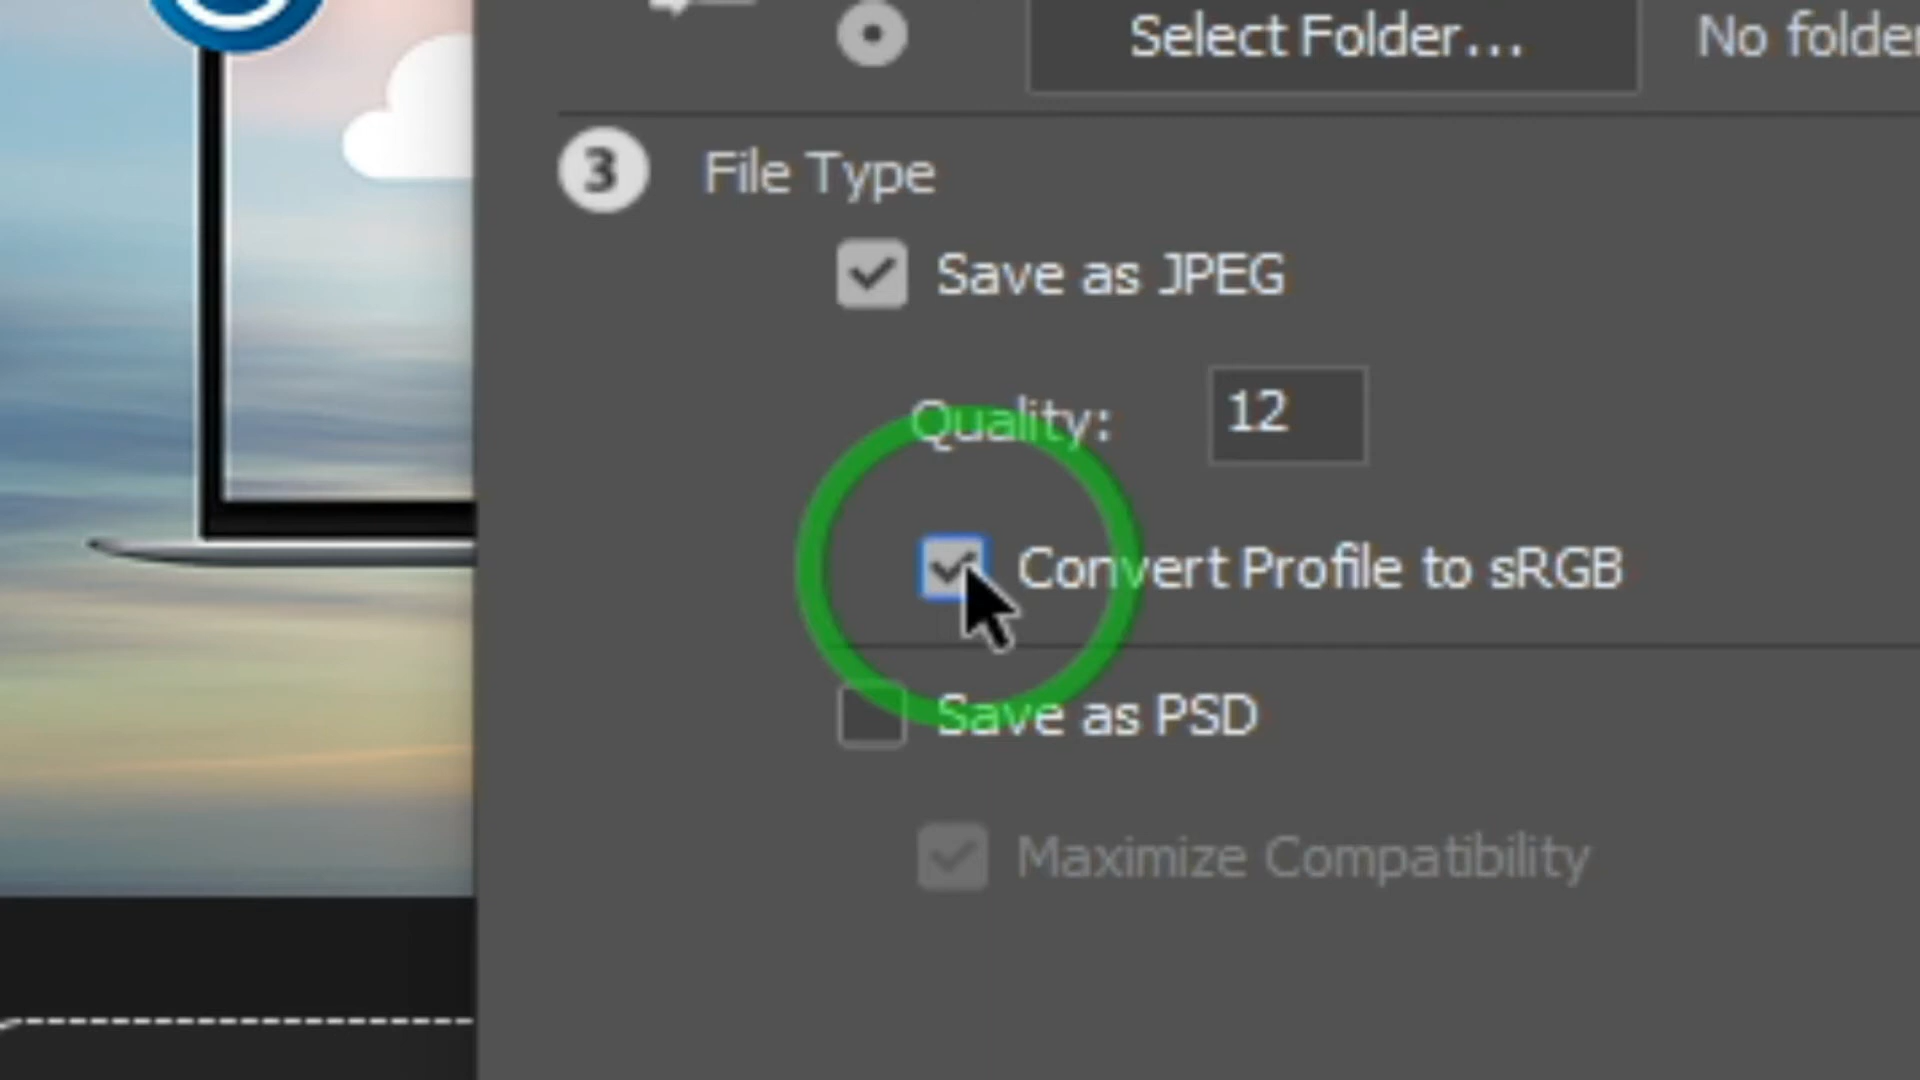 Select Folder...
No folder
3 File Type
Save as JPEG
Quality: 12
Convert Profile to sRGB
Save as PSD
Maximize Compatibility